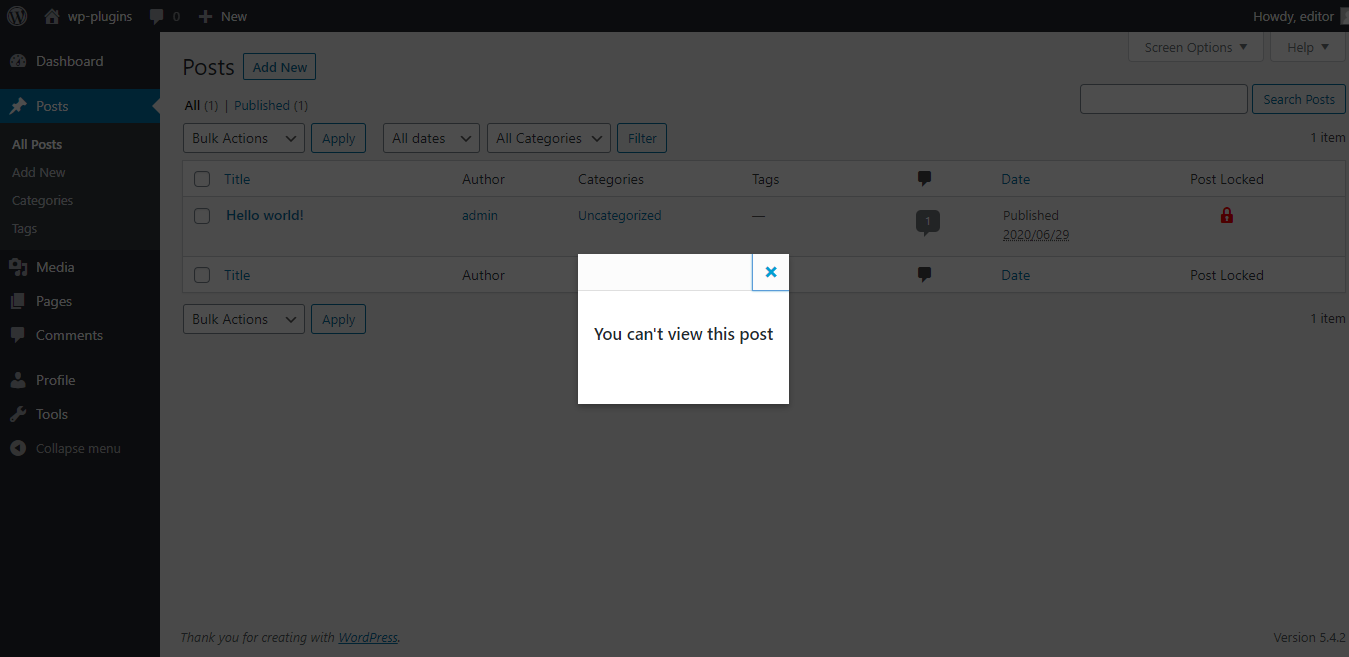 wp-plugins 0 New Howdy, editor
Dashboard
Posts
All Posts
Add New
Categories
Tags
Media
Pages
Comments
Profile
Tools
Collapse menu
Screen Options Help
Posts Add New
All (1) | Published (1)
Search Posts
Bulk Actions Apply All dates All Categories Filter 1 item
Title Author Categories Tags Date Post Locked
Hello world! admin Uncategorized — 1 Published
2020/06/29
Title Author Date Post Locked
Bulk Actions Apply 1 item
You can't view this post
Thank you for creating with WordPress. Version 5.4.2